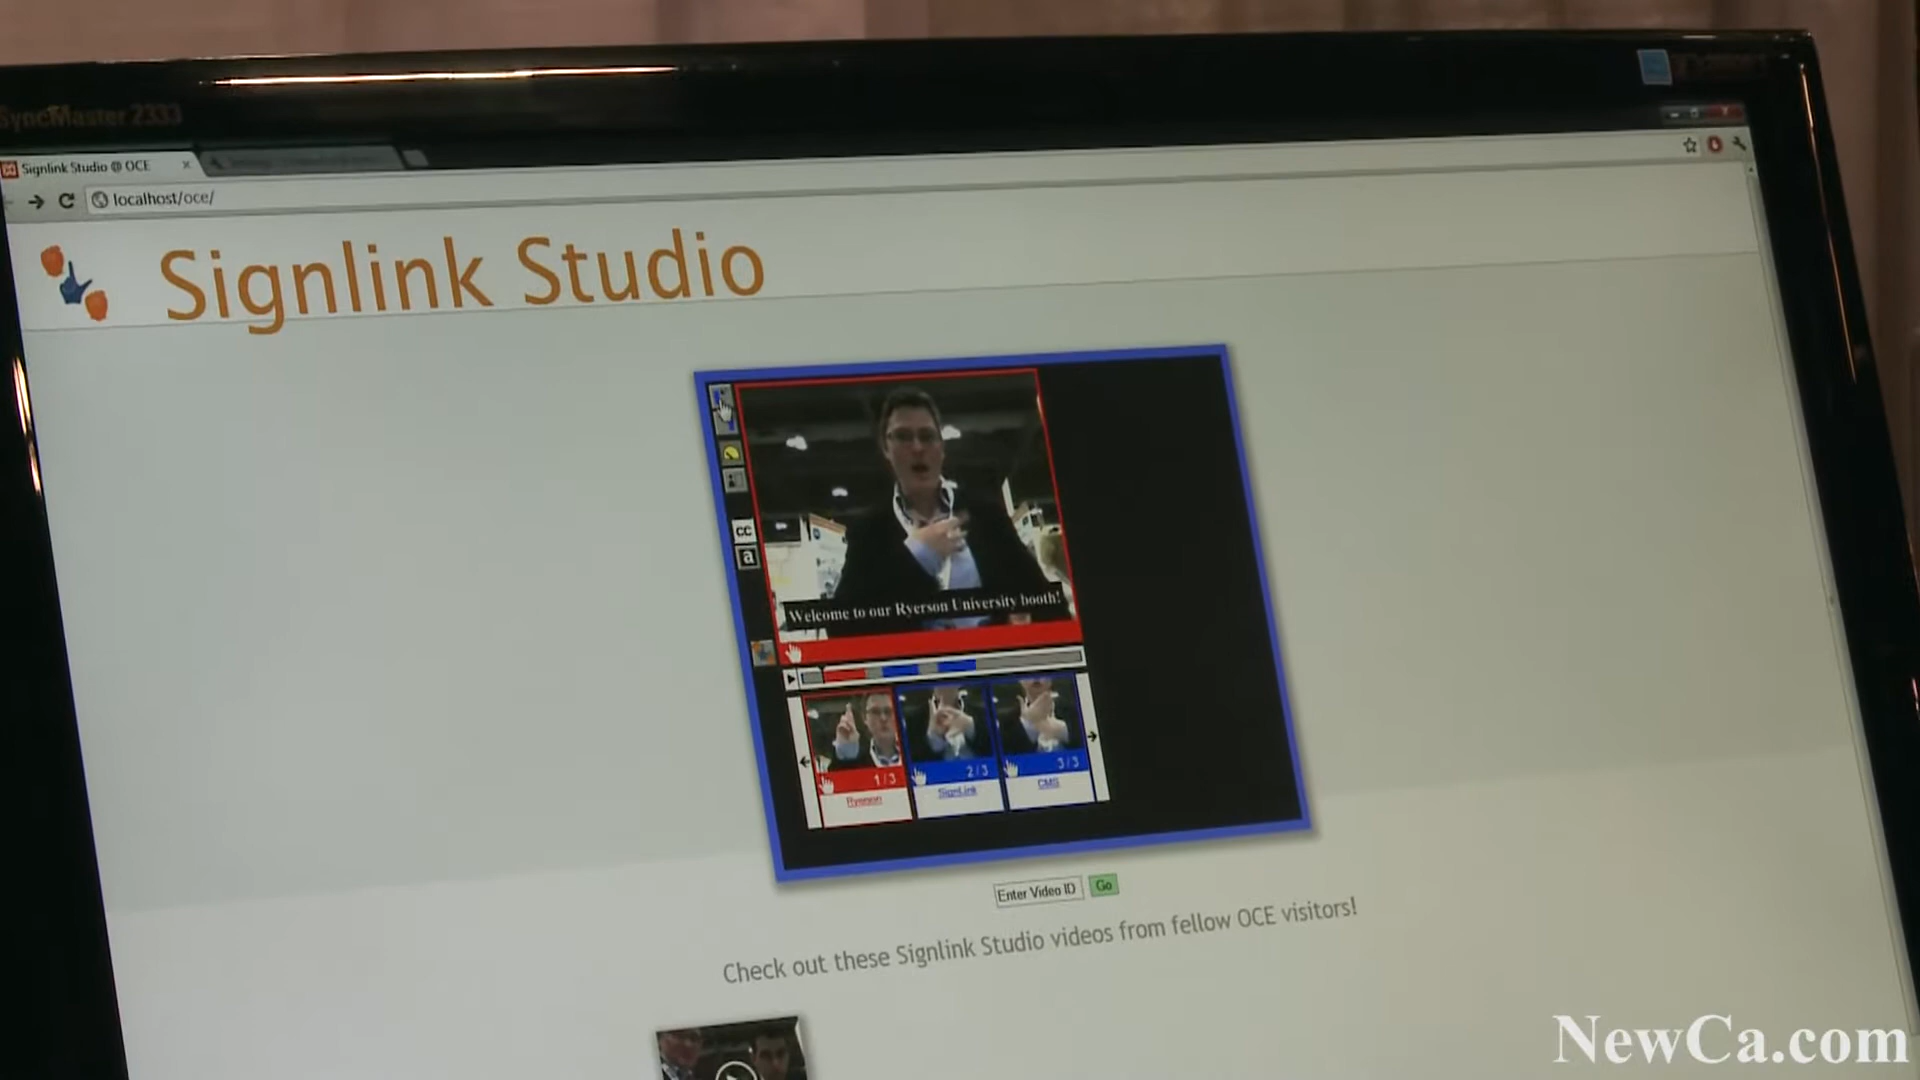 SyncMaster 2333
Signlink Studio @ OCE
localhost/oce/
Signlink Studio
cc
a
Welcome to our Ryerson University booth!
1/3
2/3
3/3
Ryerson
SignLink
CMS
Enter Video ID
Go
Check out these Signlink Studio videos from fellow OCE visitors!
NewCa.com